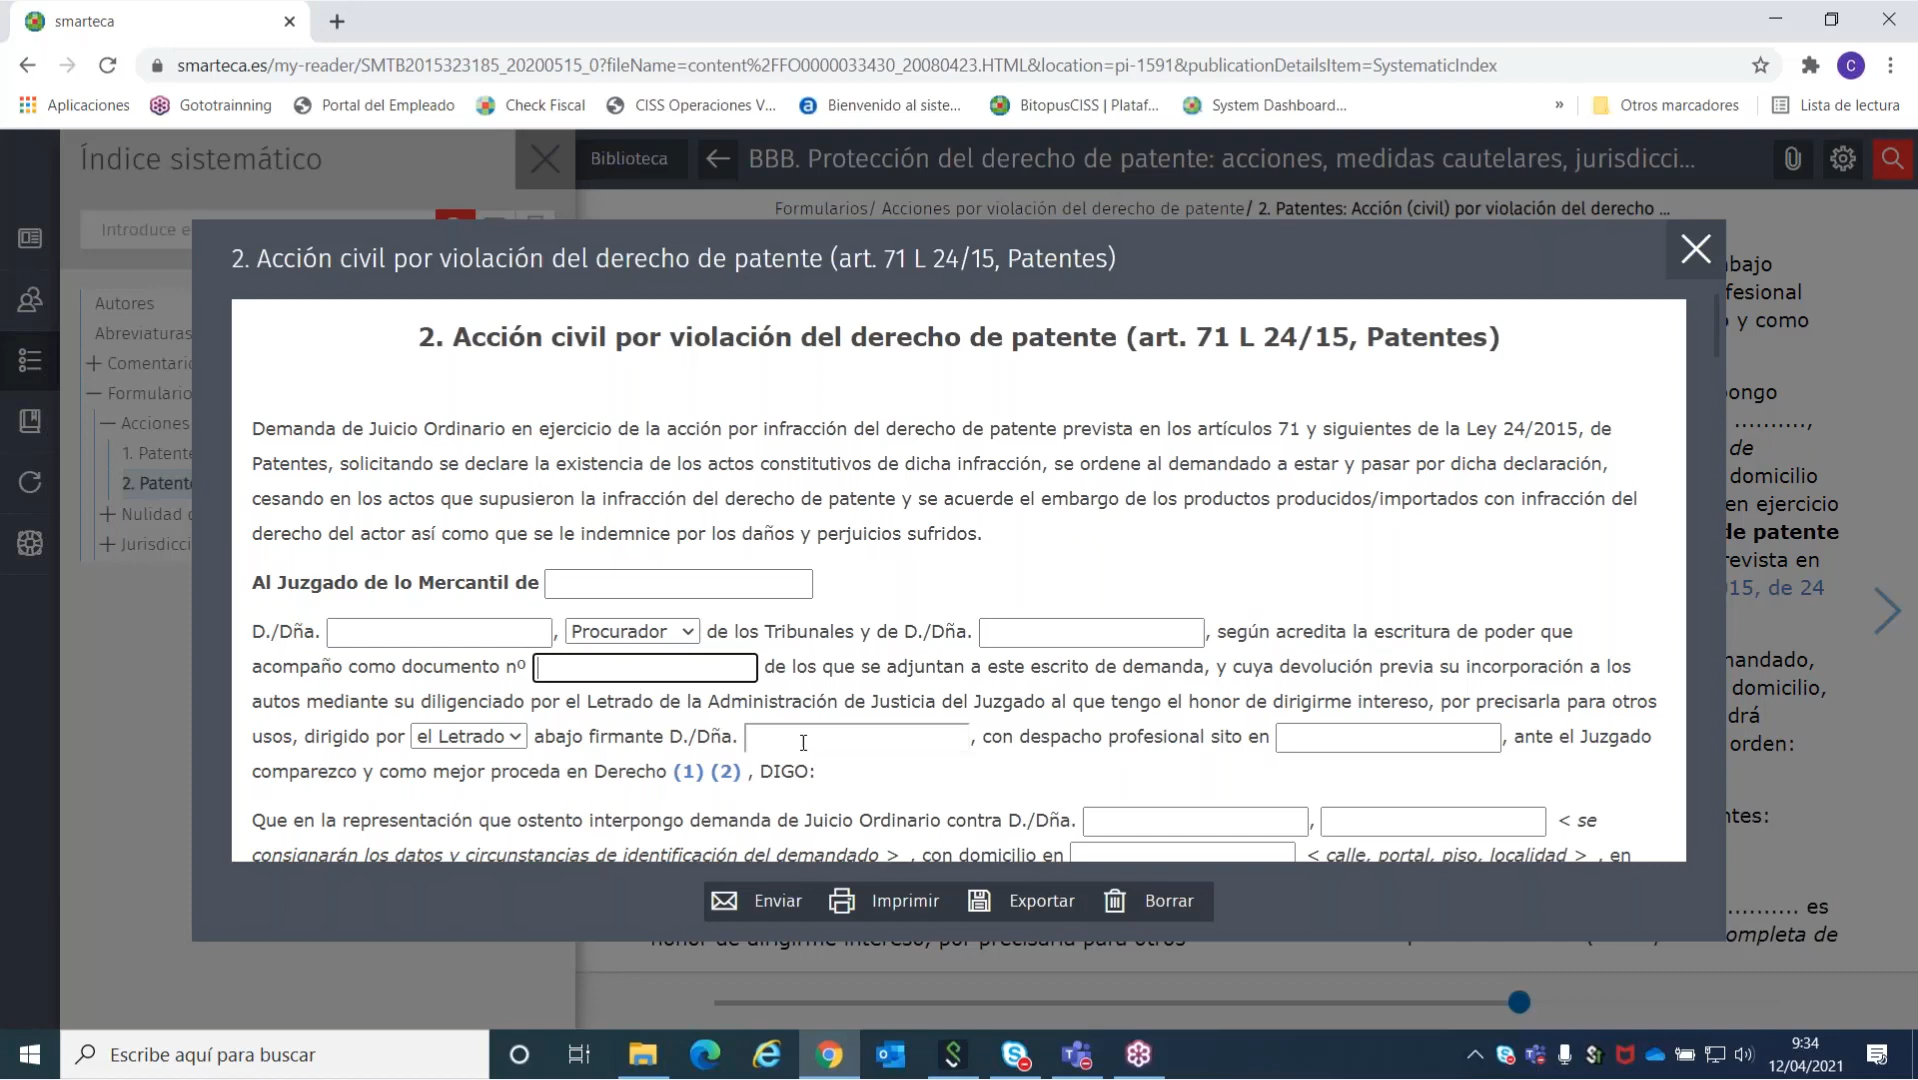 smarteca
smarteca.es/my-reader/SMTB2015323185_20200515_0?fileName=content%2FFO0000033430_20080423.HTML&location=pi-1591&publicationDetailsItem=SystematicIndex
C
Aplicaciones
Gototrainning
Portal del Empleado
Check Fiscal
CISS Operaciones V...
Bienvenido al siste...
BitopusCISS | Plataf...
System Dashboard...
»
Otros marcadores
Lista de lectura
Índice sistemático
Biblioteca
BBB. Protección del derecho de patente: acciones, medidas cautelares, jurisdicci...
Introduce e
Formularios/ Acciones por violación del derecho de patente/ 2. Patentes: Acción (civil) por violación del derecho ...
Autores
Abreviaturas
Comentari
Formulario
Acciones
1. Patente
2. Patent
Nulidad
Jurisdicci
2. Acción civil por violación del derecho de patente (art. 71 L 24/15, Patentes)
2. Acción civil por violación del derecho de patente (art. 71 L 24/15, Patentes)
Demanda de Juicio Ordinario en ejercicio de la acción por infracción del derecho de patente prevista en los artículos 71 y siguientes de la Ley 24/2015, de
Patentes, solicitando se declare la existencia de los actos constitutivos de dicha infracción, se ordene al demandado a estar y pasar por dicha declaración,
cesando en los actos que supusieron la infracción del derecho de patente y se acuerde el embargo de los productos producidos/importados con infracción del
derecho del actor así como que se le indemnice por los daños y perjuicios sufridos.
Al Juzgado de lo Mercantil de
D./Dña. , Procurador de los Tribunales y de D./Dña. , según acredita la escritura de poder que
acompaño como documento nº de los que se adjuntan a este escrito de demanda, y cuya devolución previa su incorporación a los
autos mediante su diligenciado por el Letrado de la Administración de Justicia del Juzgado al que tengo el honor de dirigirme intereso, por precisarla para otros
usos, dirigido por el Letrado abajo firmante D./Dña. , con despacho profesional sito en , ante el Juzgado
comparezco y como mejor proceda en Derecho (1) (2) , DIGO:
Que en la representación que ostento interpongo demanda de Juicio Ordinario contra D./Dña. , < se
consignarán los datos y circunstancias de identificación del demandado > , con domicilio en < calle, portal, piso, localidad > , en
Enviar
Imprimir
Exportar
Borrar
bajo
fesional
y como
ongo
..........,
de
domicilio
en ejercicio
de patente
revista en
15, de 24
mandado,
domicilio,
drá
orden:
ntes:
.......... es
ompleta de
honor de dirigirme intereso, por precisarla para otros
Escribe aquí para buscar
9:34
12/04/2021